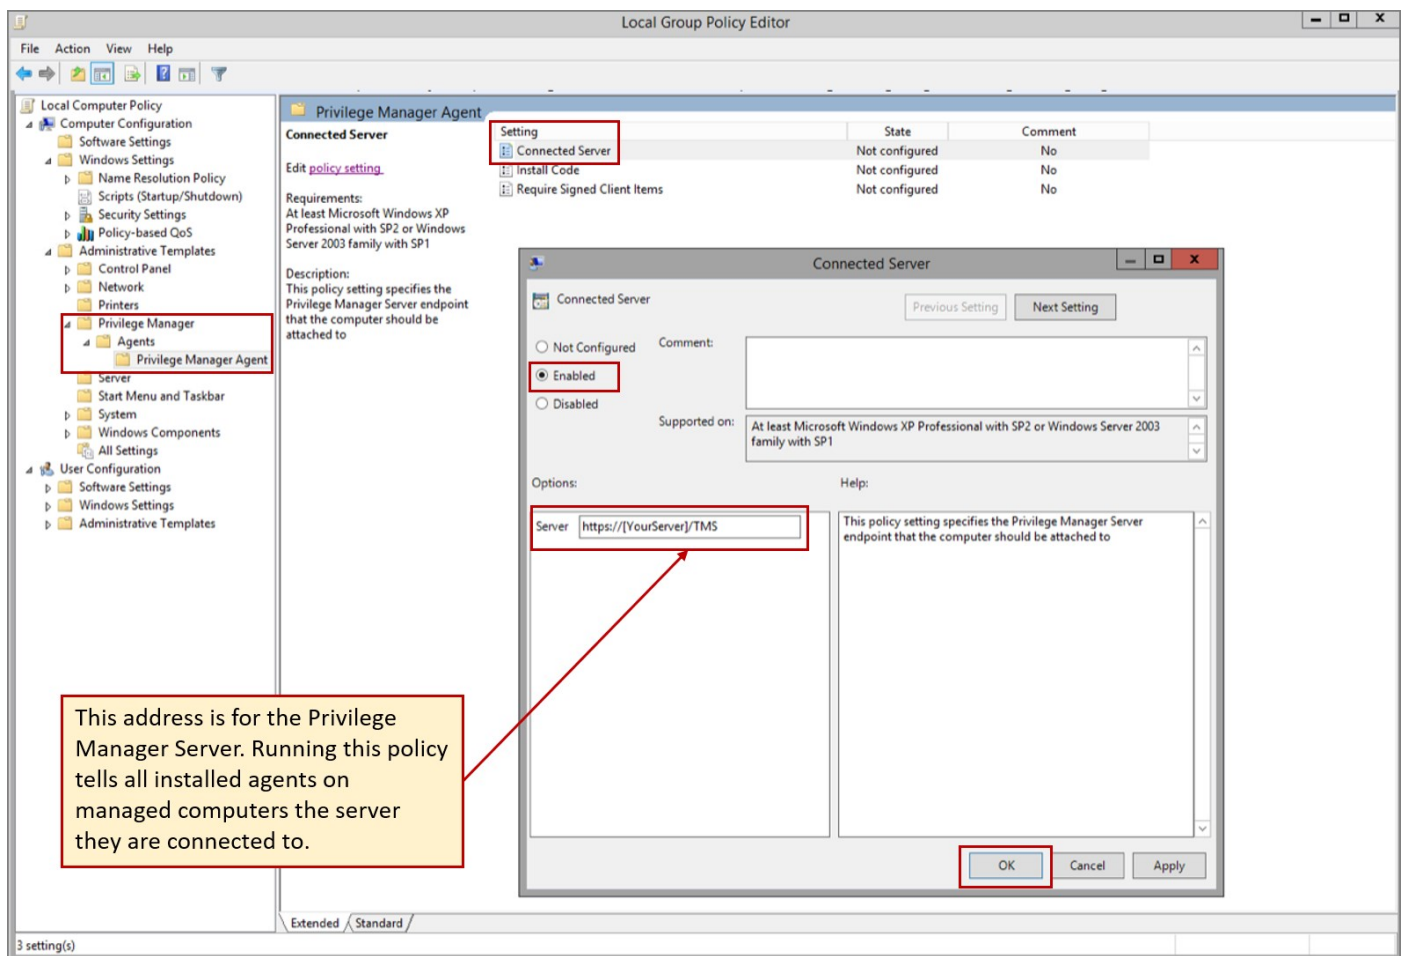 Local Group Policy Editor
File Action View Help
Local Computer Policy
Computer Configuration
Software Settings
Windows Settings
Name Resolution Policy
Scripts (Startup/Shutdown)
Security Settings
Policy-based QoS
Administrative Templates
Control Panel
Network
Printers
Privilege Manager
Agents
Privilege Manager Agent
Server
Start Menu and Taskbar
System
Windows Components
All Settings
User Configuration
Software Settings
Windows Settings
Administrative Templates
Privilege Manager Agent
Connected Server
Edit policy setting
Requirements:
At least Microsoft Windows XP
Professional with SP2 or Windows
Server 2003 family with SP1
Description:
This policy setting specifies the
Privilege Manager Server endpoint
that the computer should be
attached to
Setting State Comment
Connected Server Not configured No
Install Code Not configured No
Require Signed Client Items Not configured No
Connected Server
Connected Server
Previous Setting Next Setting
Not Configured
Enabled
Disabled
Comment:
Supported on:
At least Microsoft Windows XP Professional with SP2 or Windows Server 2003
family with SP1
Options:
Help:
Server https://[YourServer]/TMS
This policy setting specifies the Privilege Manager Server
endpoint that the computer should be attached to
This address is for the Privilege
Manager Server. Running this policy
tells all installed agents on
managed computers the server
they are connected to.
OK Cancel Apply
Extended Standard
3 setting(s)